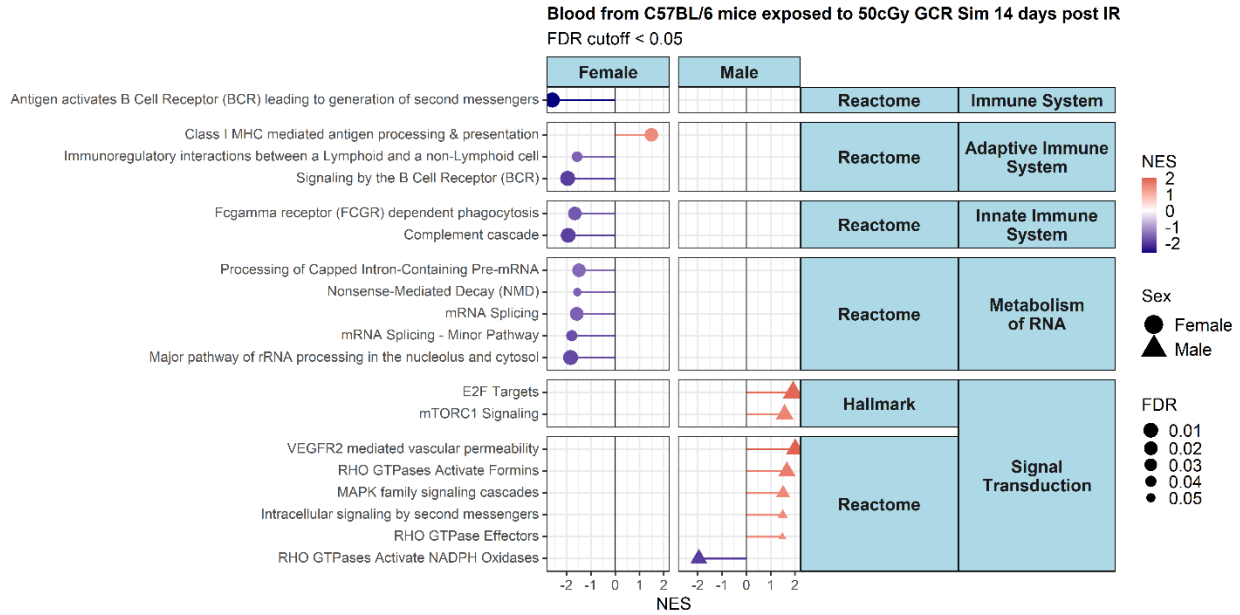 Blood from C57BL/6 mice exposed to 50cGy GCR Sim 14 days post IR
FDR cutoff < 0.05
Female
Male
Antigen activates B Cell Receptor (BCR) leading to generation of second messengers
Reactome
Immune System
Class I MHC mediated antigen processing & presentation
Immunoregulatory interactions between a Lymphoid and a non-Lymphoid cell
Signaling by the B Cell Receptor (BCR)
Reactome
Adaptive Immune
System
Fcgamma receptor (FCGR) dependent phagocytosis
Complement cascade
Reactome
Innate Immune
System
Processing of Capped Intron-Containing Pre-mRNA
Nonsense-Mediated Decay (NMD)
mRNA Splicing
mRNA Splicing - Minor Pathway
Major pathway of rRNA processing in the nucleolus and cytosol
Reactome
Metabolism
of RNA
E2F Targets
mTORC1 Signaling
Hallmark
VEGFR2 mediated vascular permeability
RHO GTPases Activate Formins
MAPK family signaling cascades
Intracellular signaling by second messengers
RHO GTPase Effectors
RHO GTPases Activate NADPH Oxidases
Reactome
Signal
Transduction
-2 -1 0 1 2
-2 -1 0 1 2
NES
NES
2
1
0
-1
-2
Sex
Female
Male
FDR
0.01
0.02
0.03
0.04
0.05